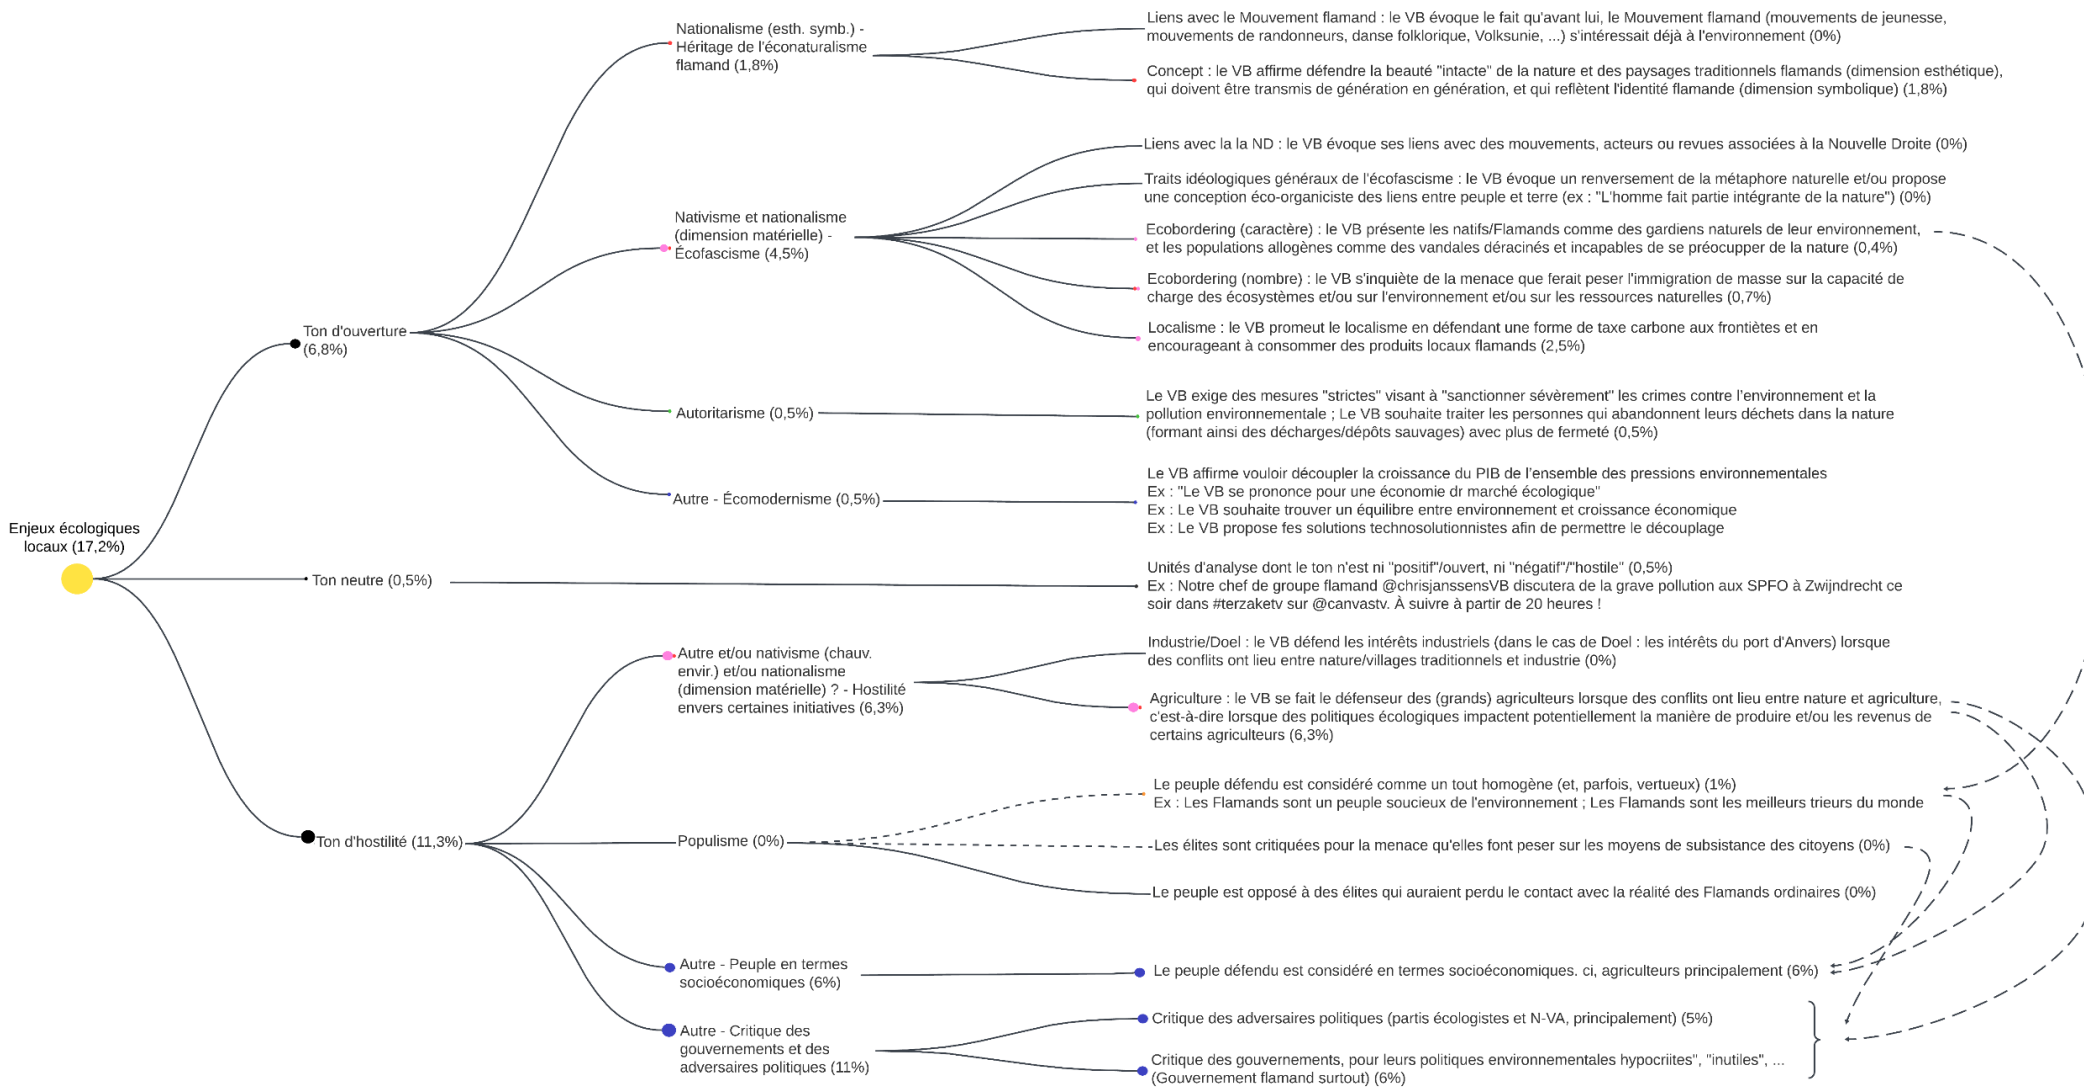 Enjeux écologiques
locaux (17,2%)
Ton d'ouverture
(6,8%)
Nationalisme (esth. symb.) -
Héritage de l'éconaturalisme
flamand (1,8%)
Liens avec le Mouvement flamand : le VB évoque le fait qu'avant lui, le Mouvement flamand (mouvements de jeunesse,
mouvements de randonneurs, danse folklorique, Volksunie, ...) s'intéressait déjà à l'environnement (0%)
Concept : le VB affirme défendre la beauté "intacte" de la nature et des paysages traditionnels flamands (dimension esthétique),
qui doivent être transmis de génération en génération, et qui reflètent l'identité flamande (dimension symbolique) (1,8%)
Nativisme et nationalisme
(dimension matérielle) -
Écofascisme (4,5%)
Liens avec la la ND : le VB évoque ses liens avec des mouvements, acteurs ou revues associées à la Nouvelle Droite (0%)
Traits idéologiques généraux de l'écofascisme : le VB évoque un renversement de la métaphore naturelle et/ou propose
une conception éco-organiciste des liens entre peuple et terre (ex : "L'homme fait partie intégrante de la nature") (0%)
Ecobordering (caractère) : le VB présente les natifs/Flamands comme des gardiens naturels de leur environnement,
et les populations allogènes comme des vandales déracinés et incapables de se préocuper de la nature (0,4%)
Ecobordering (nombre) : le VB s'inquiète de la menace que ferait peser l'immigration de masse sur la capacité de
charge des écosystèmes et/ou sur l'environnement et/ou sur les ressources naturelles (0,7%)
Localisme : le VB promeut le localisme en défendant une forme de taxe carbone aux frontiètes et en
encourageant à consommer des produits locaux flamands (2,5%)
Autoritarisme (0,5%)
Le VB exige des mesures "strictes" visant à "sanctionner sévèrement" les crimes contre l'environnement et la
pollution environnementale ; Le VB souhaite traiter les personnes qui abandonnent leurs déchets dans la nature
(formant ainsi des décharges/dépôts sauvages) avec plus de fermeté (0,5%)
Autre - Écomodernisme (0,5%)
Le VB affirme vouloir découpler la croissance du PIB de l'ensemble des pressions environnementales
Ex : "Le VB se prononce pour une économie dr marché écologique"
Ex : Le VB souhaite trouver un équilibre entre environnement et croissance économique
Ex : Le VB propose fes solutions technosolutionnistes afin de permettre le découplage
Ton neutre (0,5%)
Unités d'analyse dont le ton n'est ni "positif"/ouvert, ni "négatif"/"hostile" (0,5%)
Ex : Notre chef de groupe flamand @chrisjanssensVB discutera de la grave pollution aux SPFO à Zwijndrecht ce
soir dans #terzaketv sur @canvastv. À suivre à partir de 20 heures !
Ton d'hostilité (11,3%)
Autre et/ou nativisme (chauv.
envir.) et/ou nationalisme
(dimension matérielle) ? - Hostilité
envers certaines initiatives (6,3%)
Industrie/Doel : le VB défend les intérêts industriels (dans le cas de Doel : les intérêts du port d'Anvers) lorsque
des conflits ont lieu entre nature/villages traditionnels et industrie (0%)
Agriculture : le VB se fait le défenseur des (grands) agriculteurs lorsque des conflits ont lieu entre nature et agriculture,
c'est-à-dire lorsque des politiques écologiques impactent potentiellement la manière de produire et/ou les revenus de
certains agriculteurs (6,3%)
Populisme (0%)
Le peuple défendu est considéré comme un tout homogène (et, parfois, vertueux) (1%)
Ex : Les Flamands sont un peuple soucieux de l'environnement ; Les Flamands sont les meilleurs trieurs du monde
Les élites sont critiquées pour la menace qu'elles font peser sur les moyens de subsistance des citoyens (0%)
Le peuple est opposé à des élites qui auraient perdu le contact avec la réalité des Flamands ordinaires (0%)
Autre - Peuple en termes
socioéconomiques (6%)
Le peuple défendu est considéré en termes socioéconomiques. ci, agriculteurs principalement (6%)
Autre - Critique des
gouvernements et des
adversaires politiques (11%)
Critique des adversaires politiques (partis écologistes et N-VA, principalement) (5%)
Critique des gouvernements, pour leurs politiques environnementales hypocriites", "inutiles", ...
(Gouvernement flamand surtout) (6%)